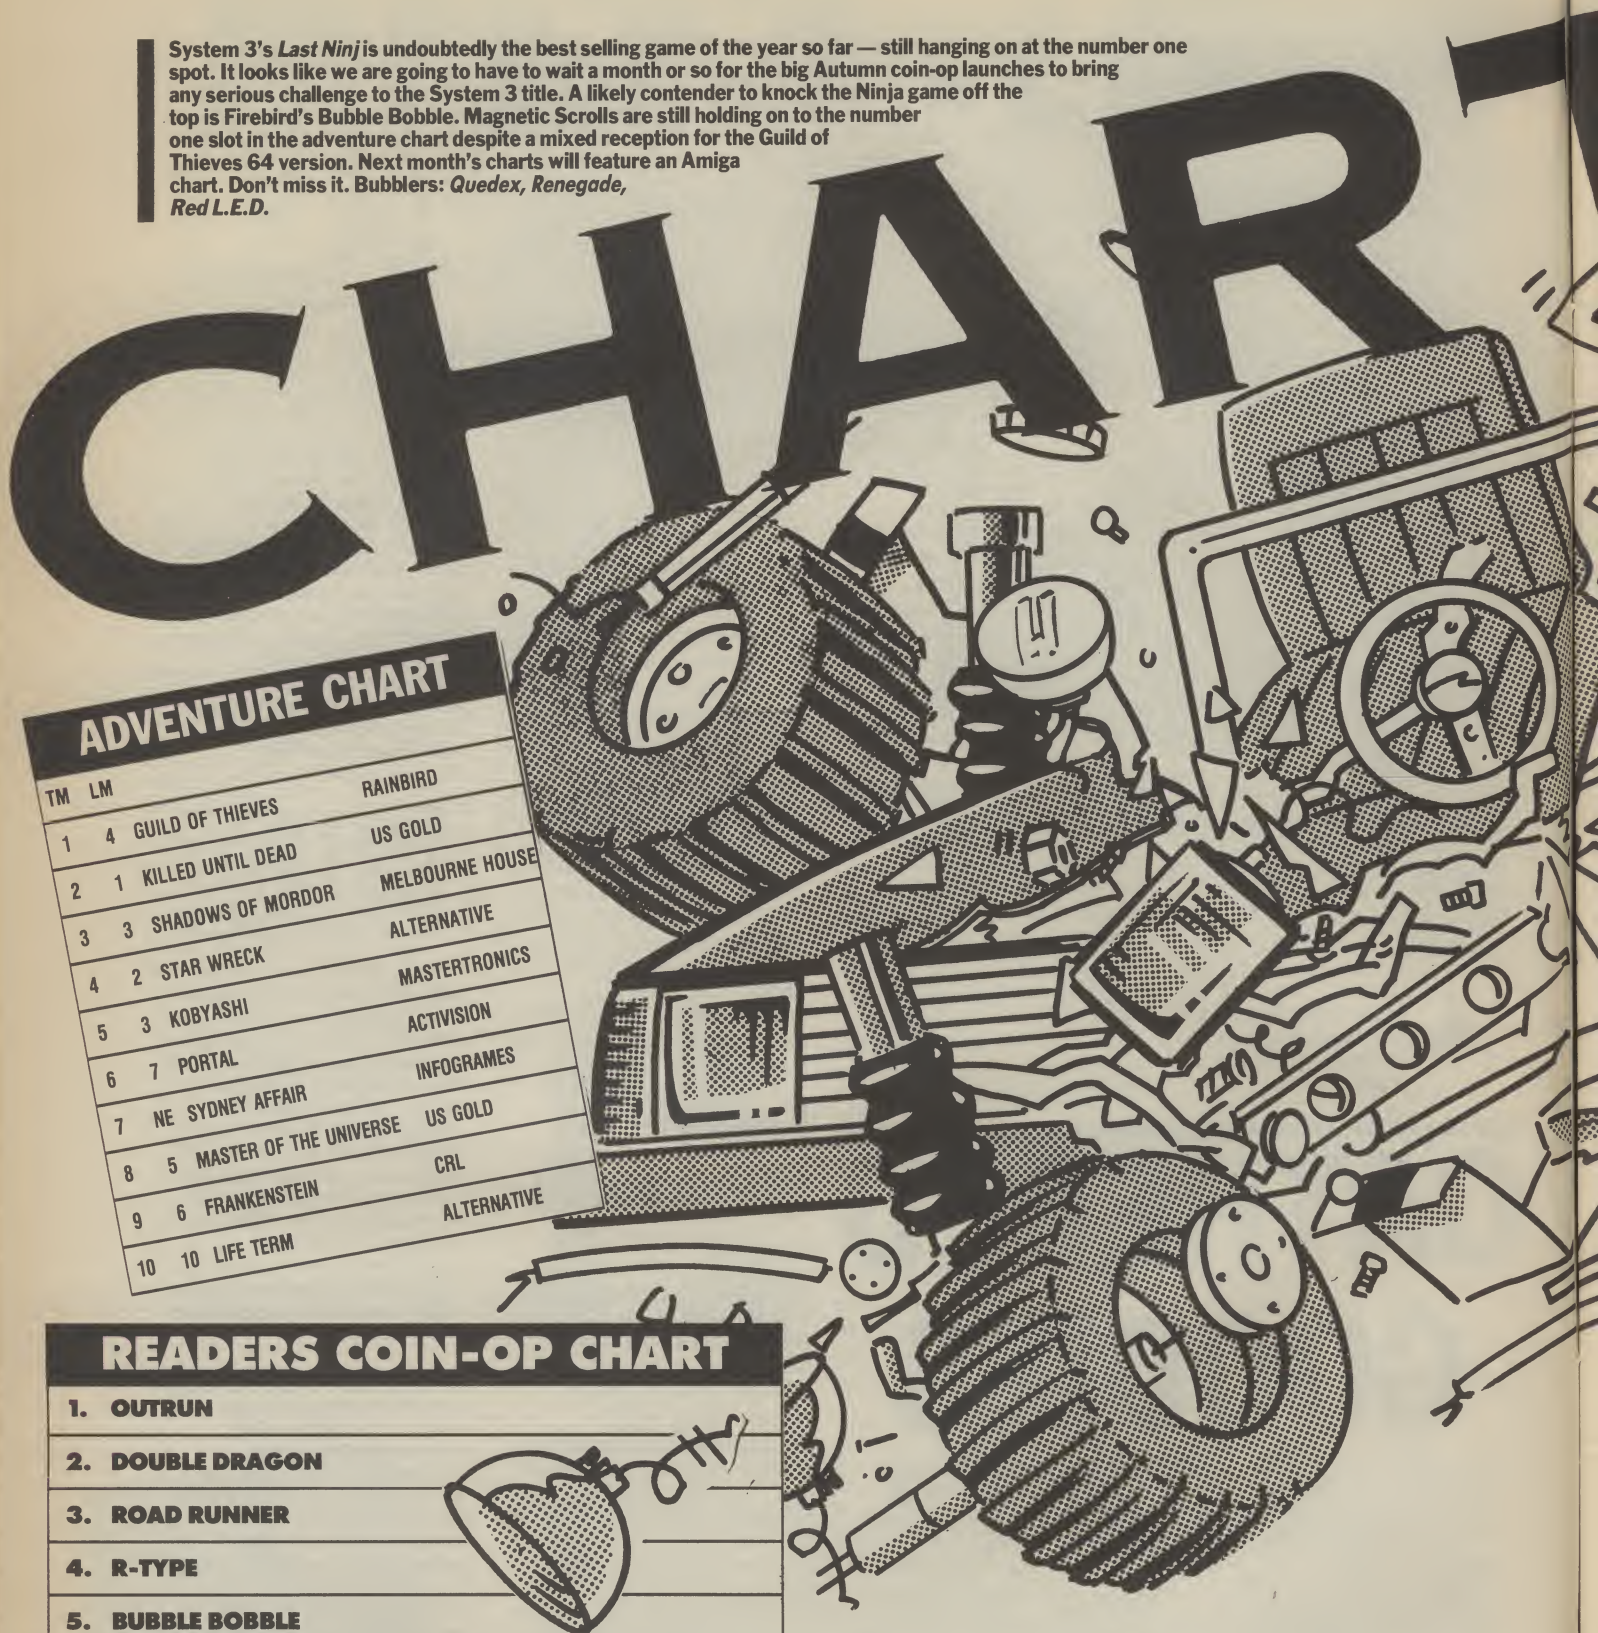 System 3's Last Ninj is undoubtedly the best selling game of the year so far — still hanging on at the number one
spot. It looks like we are going to have to wait a month or so for the big Autumn coin-op launches to bring
any serious challenge to the System 3 title. A likely contender to knock the Ninja game off the
top is Firebird's Bubble Bobble. Magnetic Scrolls are still holding on to the number
one slot in the adventure chart despite a mixed reception for the Guild of
Thieves 64 version. Next month's charts will feature an Amiga
chart. Don't miss it. Bubblers: Quedex, Renegade,
Red L.E.D.
CHART
ADVENTURE CHART
TM LM
1 4 GUILD OF THIEVES RAINBIRD
2 1 KILLED UNTIL DEAD US GOLD
3 3 SHADOWS OF MORDOR MELBOURNE HOUSE
4 2 STAR WRECK ALTERNATIVE
5 3 KOBYASHI MASTERTRONICS
6 7 PORTAL ACTIVISION
7 NE SYDNEY AFFAIR INFOGRAMES
8 5 MASTER OF THE UNIVERSE US GOLD
9 6 FRANKENSTEIN CRL
10 10 LIFE TERM ALTERNATIVE
READERS COIN-OP CHART
1. OUTRUN
2. DOUBLE DRAGON
3. ROAD RUNNER
4. R-TYPE
5. BUBBLE BOBBLE